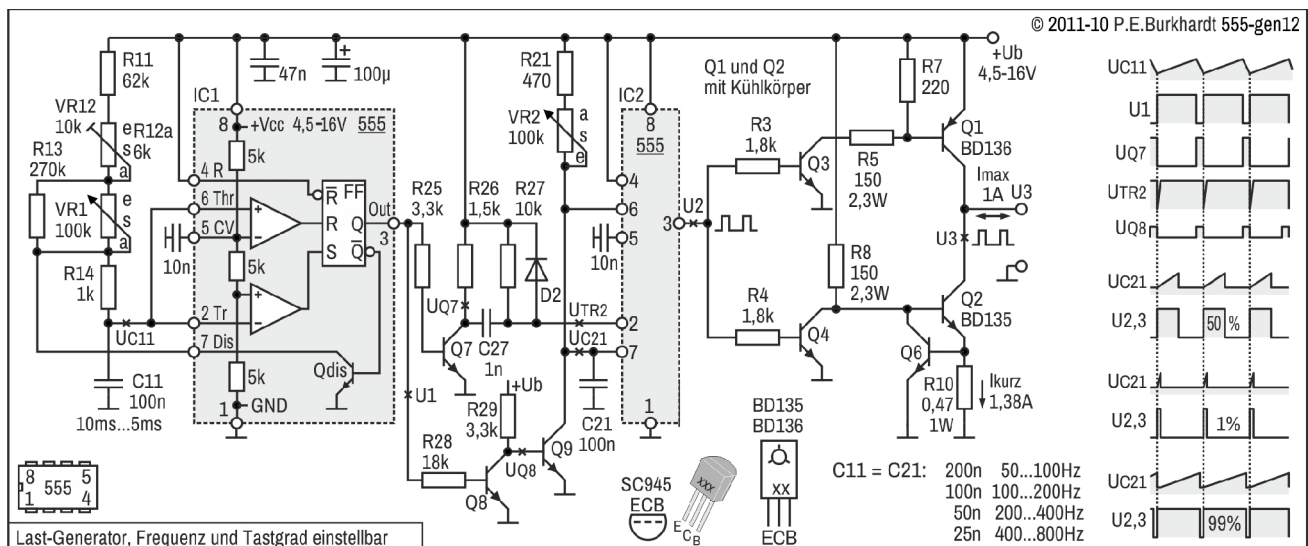 © 2011-10 P.E.Burkhardt 555-gen12
R11
62k
VR12
10k
e
s
a
R12a
6k
R13
270k
VR1
100k
e
s
a
R14
1k
UC11
C11
100n
10ms...5ms
47n
+
100µ
IC1
8
+Vcc 4,5-16V 555
5k
4 R
6 Thr
5 CV
10n
5k
2 Tr
7 Dis
5k
1
GND
+
−
+
−
R
FF
R
Q
S
Q
Out
3
Qdis
R25
3,3k
R26
1,5k
R27
10k
D2
UQ7
Q7
C27
1n
UTR2
UC21
U1
+Ub
R29
3,3k
R28
18k
UQ8
Q8
Q9
C21
100n
R21
470
VR2
100k
a
s
e
IC2
8
555
4
6
5
10n
2
7
1
3
U2
Q1 und Q2
mit Kühlkörper
R3
1,8k
Q3
R5
150
2,3W
R7
220
+Ub
4,5-16V
Q1
BD136
Imax
1A
U3
U3
R8
150
2,3W
R4
1,8k
Q4
Q2
BD135
Q6
R10
0,47
1W
Ikurz
1,38A
UC11
U1
UQ7
UTR2
UQ8
UC21
U2,3
50 %
UC21
U2,3
1%
UC21
U2,3
99%
8 5
555
1 4
SC945
ECB
XXX
E C B
BD135
BD136
XX
ECB
C11 = C21: 200n 50...100Hz
100n 100...200Hz
50n 200...400Hz
25n 400...800Hz
Last-Generator, Frequenz und Tastgrad einstellbar